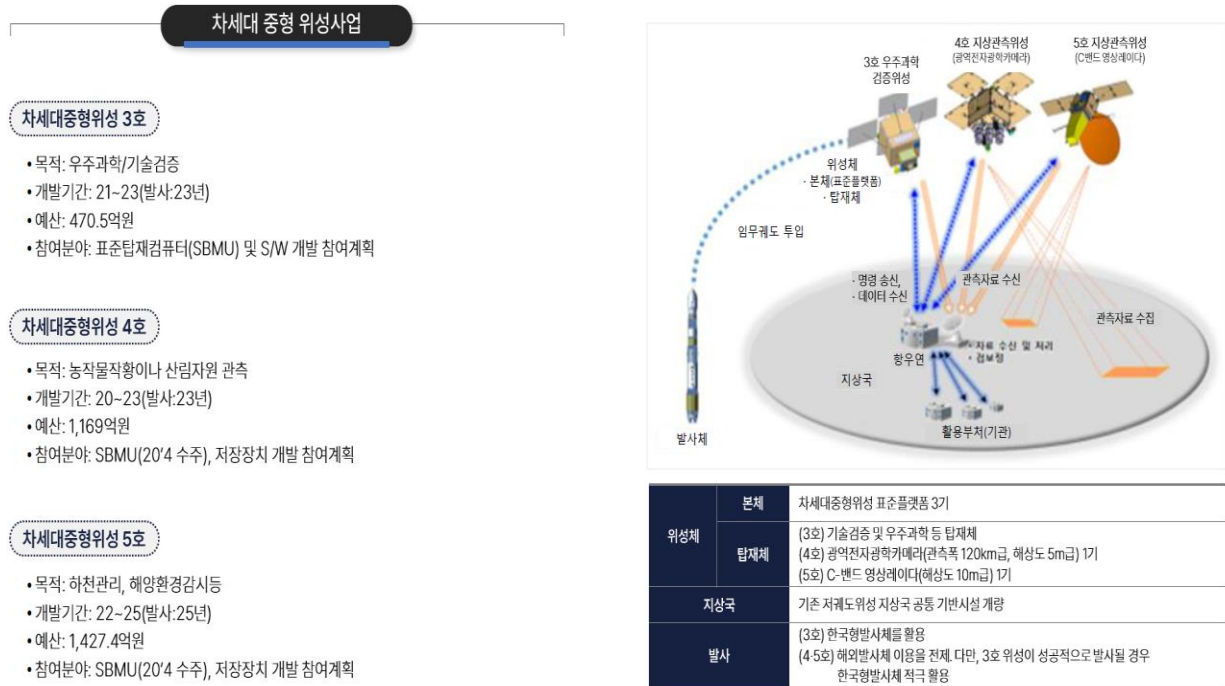 차세대 중형 위성사업
차세대중형위성 3호
• 목적: 우주과학/기술검증
• 개발기간: 21~23(발사:23년)
• 예산: 470.5억원
• 참여분야: 표준탑재컴퓨터(SBMU) 및 S/W 개발 참여계획
차세대중형위성 4호
• 목적: 농작물작황이나 산림자원 관측
• 개발기간: 20~23(발사:23년)
• 예산: 1,169억원
• 참여분야: SBMU(20'4 수주), 저장장치 개발 참여계획
차세대중형위성 5호
• 목적: 하천관리, 해양환경감시등
• 개발기간: 22~25(발사:25년)
• 예산: 1,427.4억원
• 참여분야: SBMU(20'4 수주), 저장장치 개발 참여계획
3호 우주과학
검증위성
4호 지상관측위성
(광역전자광학카메라)
5호 지상관측위성
(C밴드 영상레이다)
위성체
· 본체(표준플랫폼)
· 탑재체
임무궤도 투입
· 명령 송신,
· 데이터 수신
관측자료 수신
관측자료 수집
항우연
• 자료 수신 및 처리
• 검보정
지상국
활용부처(기관)
발사체
위성체
본체
차세대중형위성 표준플랫폼 3기
탑재체
(3호) 기술검증 및 우주과학 등 탑재체
(4호) 광역전자광학카메라(관측폭 120km급, 해상도 5m급) 1기
(5호) C-밴드 영상레이다(해상도 10m급) 1기
지상국
기존 저궤도위성 지상국 공통 기반시설 개량
발사
(3호) 한국형발사체를 활용
(4·5호) 해외발사체 이용을 전제. 다만, 3호 위성이 성공적으로 발사될 경우
한국형발사체 적극 활용